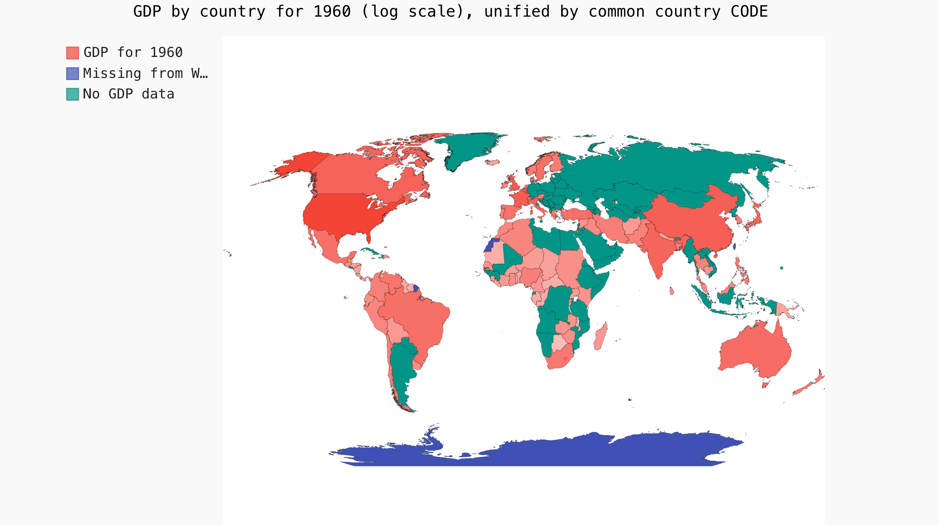 GDP by country for 1960 (log scale), unified by common country CODE
GDP for 1960
Missing from W…
No GDP data